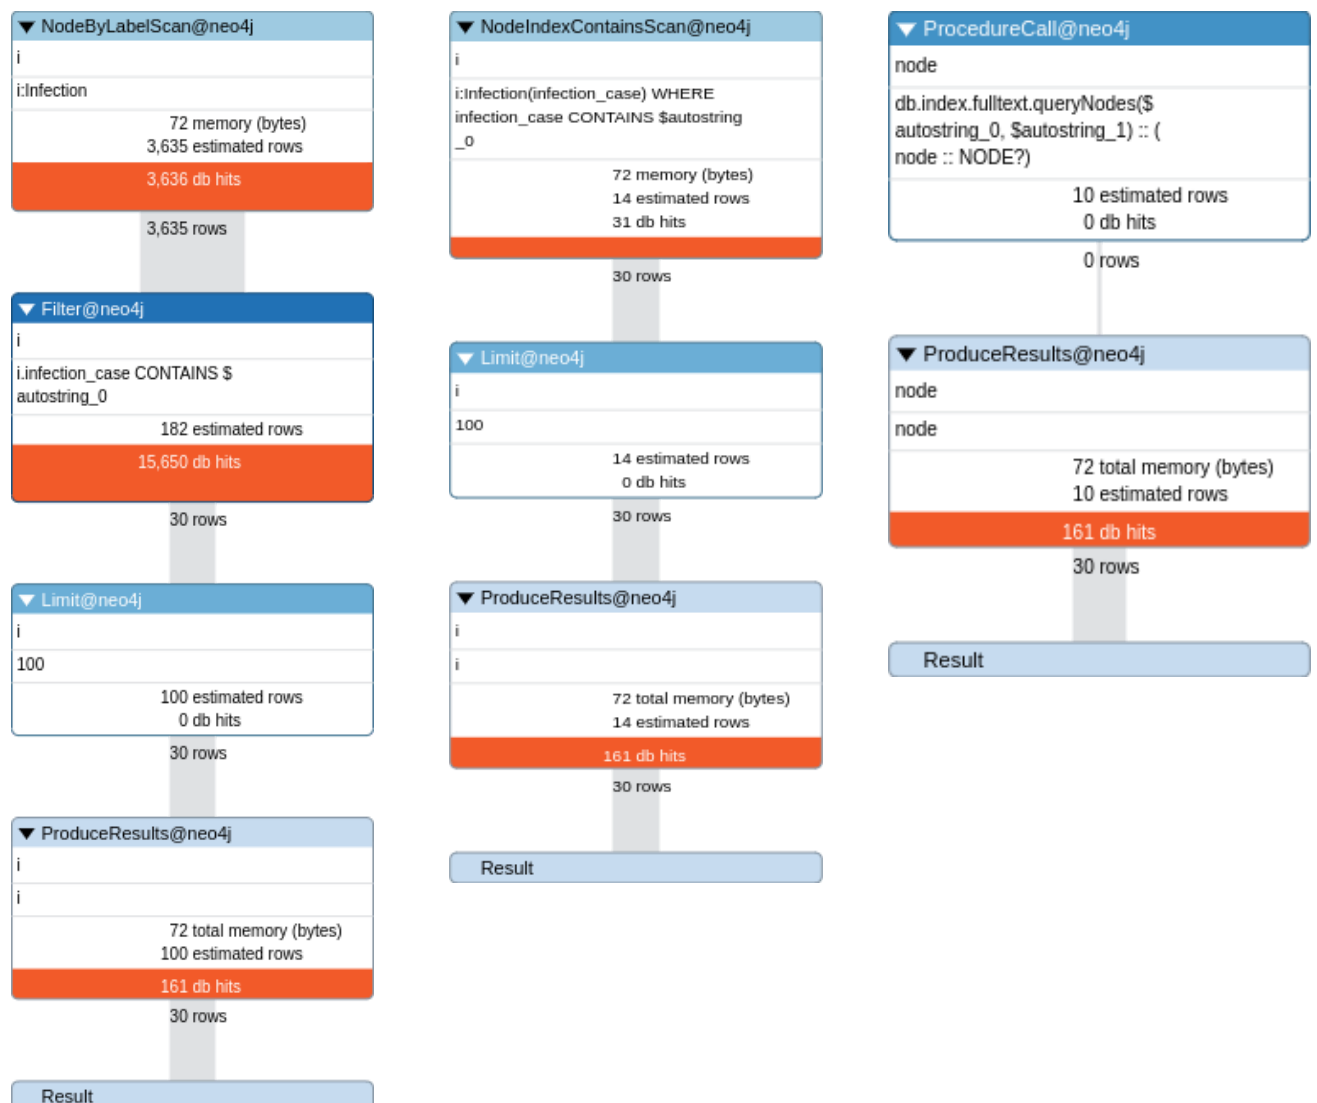 NodeByLabelScan@neo4j
i
i:Infection
72 memory (bytes)
3,635 estimated rows
3,636 db hits
3,635 rows
Filter@neo4j
i
i.infection_case CONTAINS $
autostring_0
182 estimated rows
15,650 db hits
30 rows
Limit@neo4j
i
100
100 estimated rows
0 db hits
30 rows
ProduceResults@neo4j
i
i
72 total memory (bytes)
100 estimated rows
161 db hits
30 rows
Result
NodeIndexContainsScan@neo4j
i
i:Infection(infection_case) WHERE
infection_case CONTAINS $autostring
_0
72 memory (bytes)
14 estimated rows
31 db hits
30 rows
Limit@neo4j
i
100
14 estimated rows
0 db hits
30 rows
ProduceResults@neo4j
i
i
72 total memory (bytes)
14 estimated rows
161 db hits
30 rows
Result
ProcedureCall@neo4j
node
db.index.fulltext.queryNodes($
autostring_0, $autostring_1) :: (
node :: NODE?)
10 estimated rows
0 db hits
0 rows
ProduceResults@neo4j
node
node
72 total memory (bytes)
10 estimated rows
161 db hits
30 rows
Result